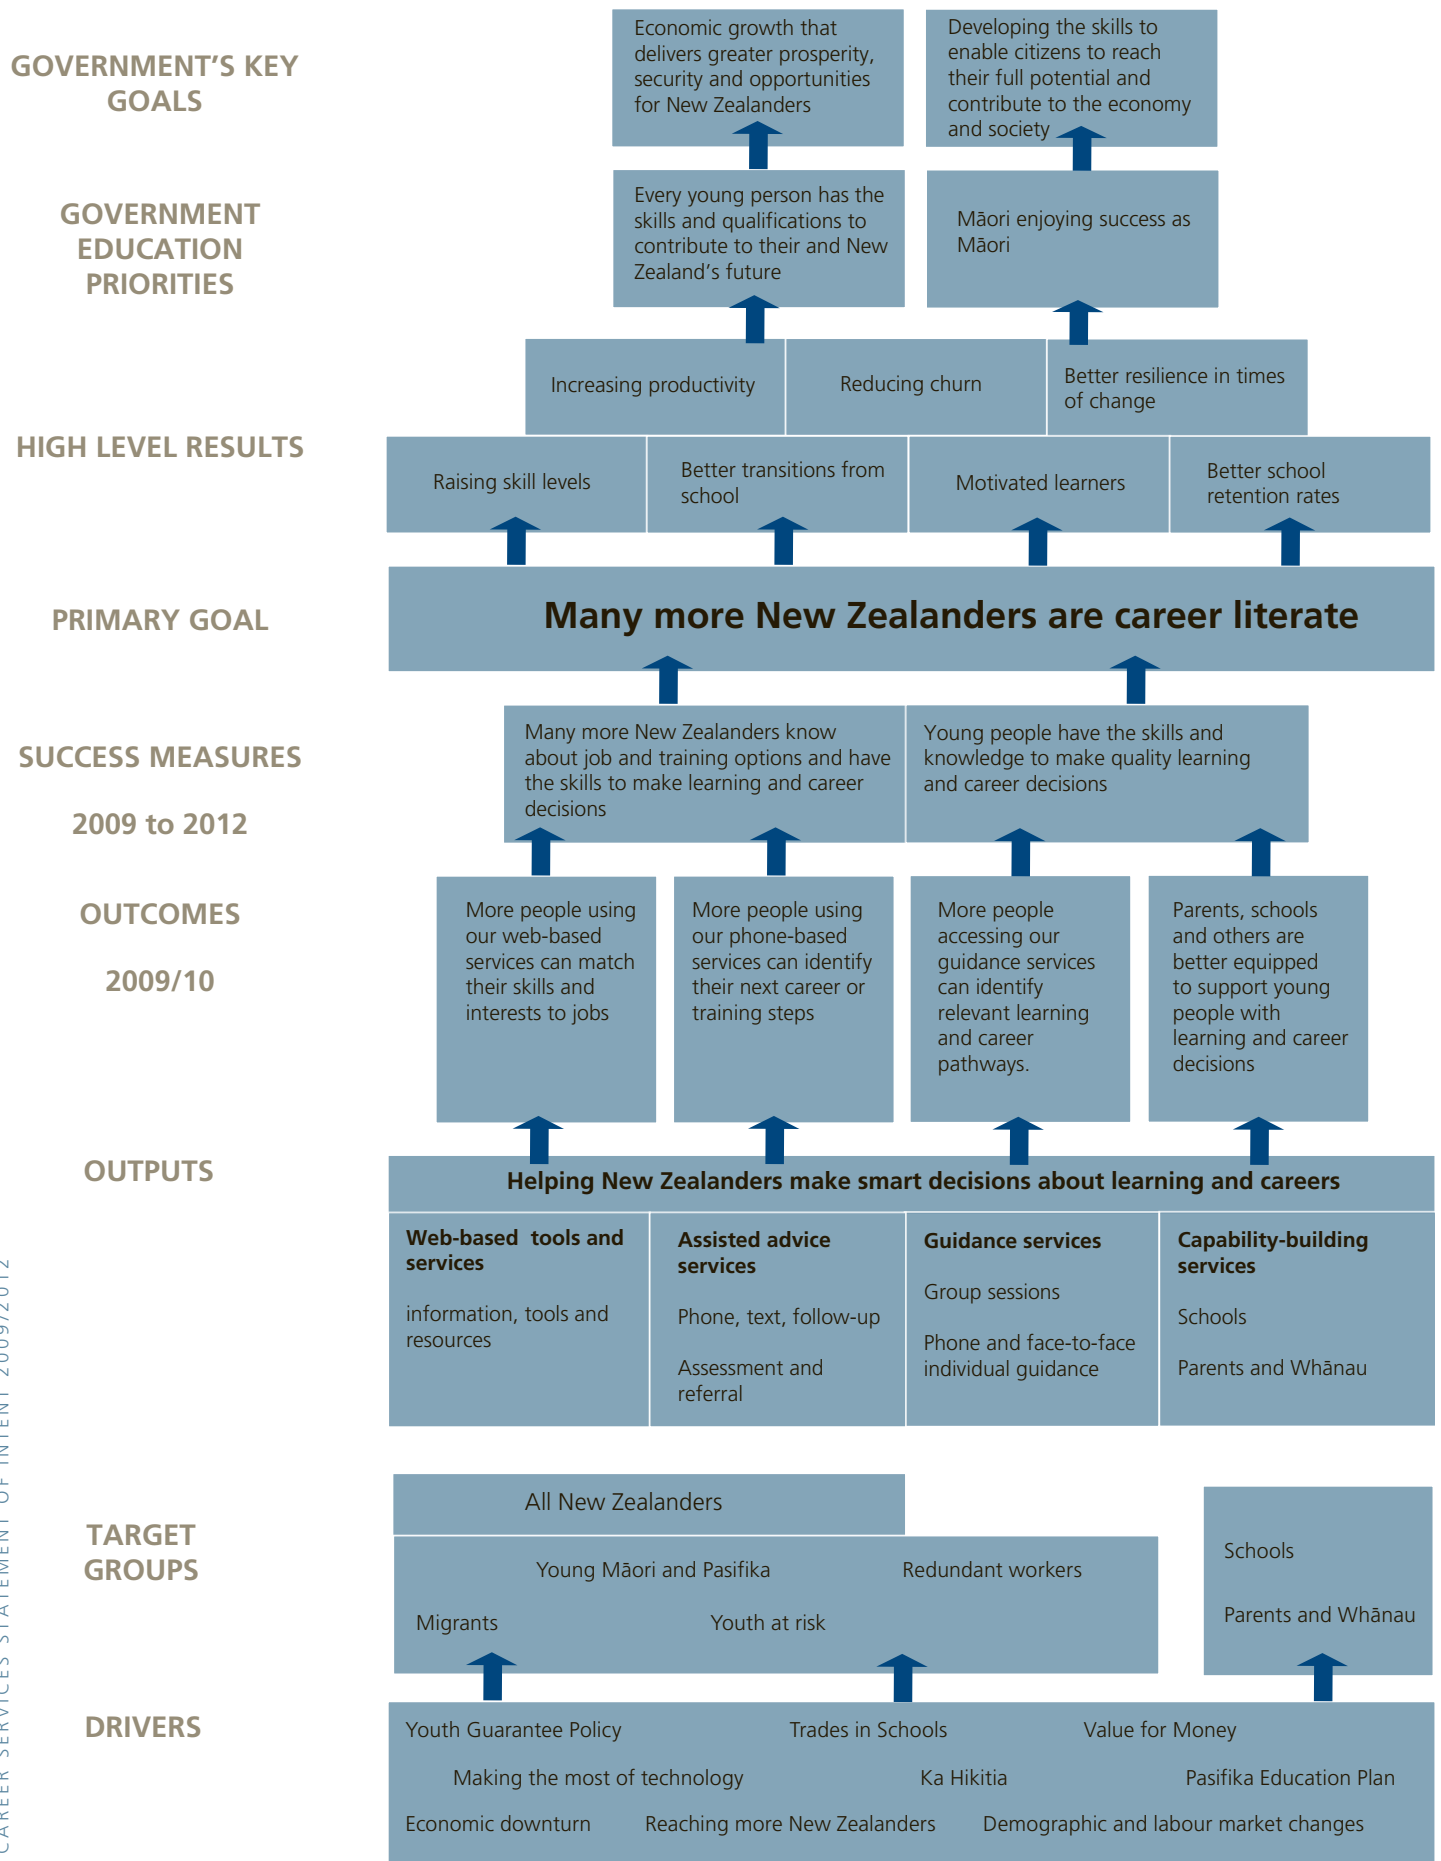 GOVERNMENT'S KEY
GOALS
Economic growth that
delivers greater prosperity,
security and opportunities
for New Zealanders
Developing the skills to
enable citizens to reach
their full potential and
contribute to the economy
and society
GOVERNMENT
EDUCATION
PRIORITIES
Every young person has the
skills and qualifications to
contribute to their and New
Zealand's future
Māori enjoying success as
Māori
HIGH LEVEL RESULTS
Increasing productivity
Reducing churn
Better resilience in times
of change
Raising skill levels
Better transitions from
school
Motivated learners
Better school
retention rates
PRIMARY GOAL
Many more New Zealanders are career literate
SUCCESS MEASURES
2009 to 2012
Many more New Zealanders know
about job and training options and have
the skills to make learning and career
decisions
Young people have the skills and
knowledge to make quality learning
and career decisions
OUTCOMES
2009/10
More people using
our web-based
services can match
their skills and
interests to jobs
More people using
our phone-based
services can identify
their next career or
training steps
More people
accessing our
guidance services
can identify
relevant learning
and career
pathways.
Parents, schools
and others are
better equipped
to support young
people with
learning and career
decisions
OUTPUTS
Helping New Zealanders make smart decisions about learning and careers
Web-based tools and
services
information, tools and
resources
Assisted advice
services
Phone, text, follow-up
Assessment and
referral
Guidance services
Group sessions
Phone and face-to-face
individual guidance
Capability-building
services
Schools
Parents and Whānau
TARGET
GROUPS
All New Zealanders
Young Māori and Pasifika
Redundant workers
Migrants
Youth at risk
Schools
Parents and Whānau
DRIVERS
Youth Guarantee Policy
Trades in Schools
Value for Money
Making the most of technology
Ka Hikitia
Pasifika Education Plan
Economic downturn
Reaching more New Zealanders
Demographic and labour market changes
CAREER SERVICES STATEMENT OF INTENT 2009/2012